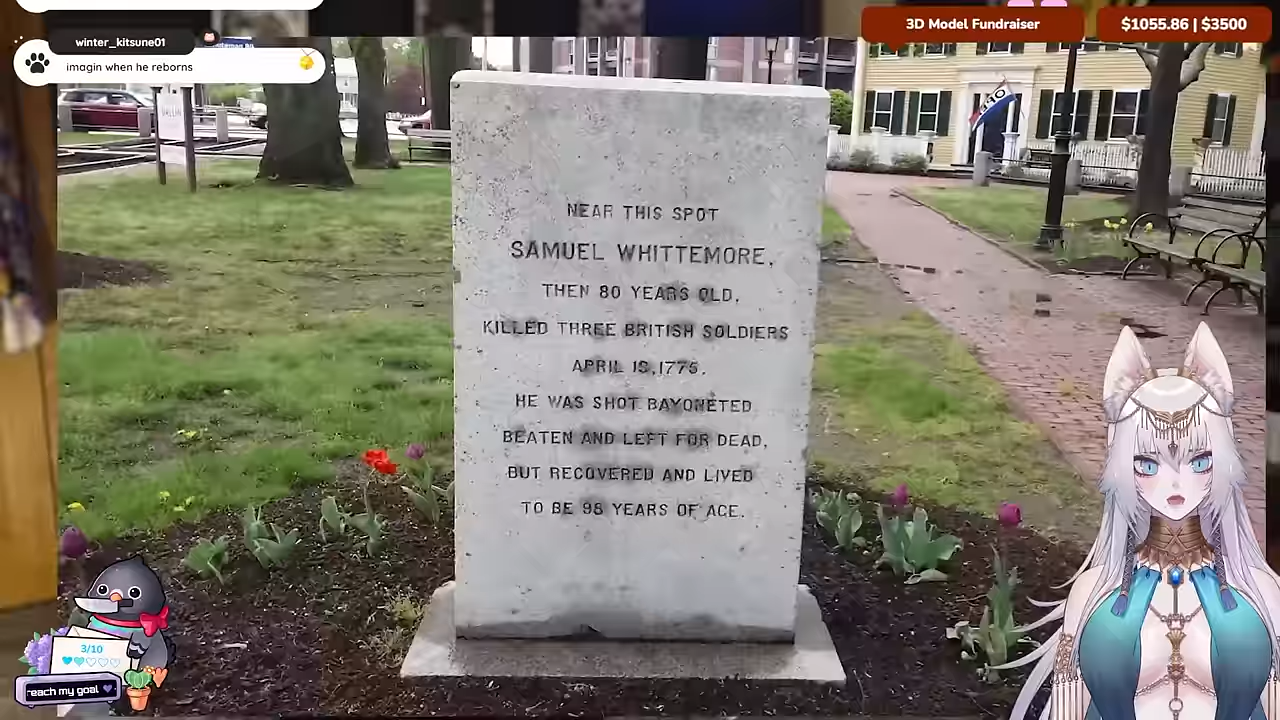 3D Model Fundraiser
$1055.86 | $3500
winter_kitsune01
imagin when he reborns
OPEN
NEAR THIS SPOT
SAMUEL WHITTEMORE,
THEN 80 YEARS OLD,
KILLED THREE BRITISH SOLDIERS
APRIL 19, 1775.
HE WAS SHOT BAYONETED
BEATEN AND LEFT FOR DEAD,
BUT RECOVERED AND LIVED
TO BE 98 YEARS OF AGE.
3/10
reach my goal